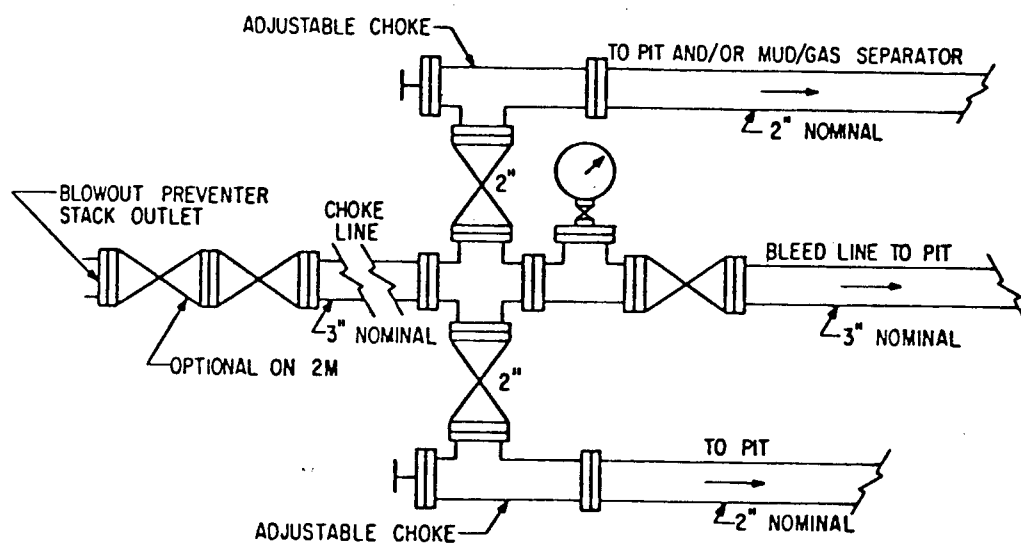 ADJUSTABLE CHOKE
TO PIT AND/OR MUD/GAS SEPARATOR
2" NOMINAL
2"
BLOWOUT PREVENTER
STACK OUTLET
CHOKE
LINE
BLEED LINE TO PIT
3" NOMINAL
3" NOMINAL
OPTIONAL ON 2M
2"
TO PIT
2" NOMINAL
ADJUSTABLE CHOKE